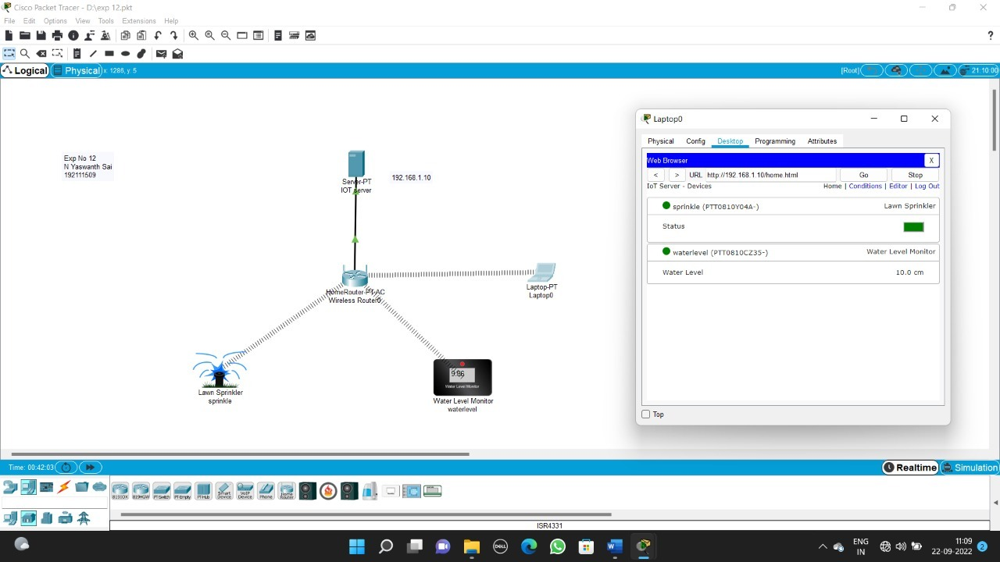 Cisco Packet Tracer - D:\exp 12.pkt
File Edit Options View Tools Extensions Help
?
Logical Physical x: 1286, y: 5 [Root] 21:10:00
Exp No 12
N Yaswanth Sai
192111509
Server-PT
IOT server
192.168.1.10
HomeRouter-PT-AC
Wireless Router0
Laptop-PT
Laptop0
Lawn Sprinkler
sprinkle
9.86
Water Level Monitor
Water Level Monitor
waterlevel
Laptop0
Physical Config Desktop Programming Attributes
Web Browser X
< > URL http://192.168.1.10/home.html Go Stop
IoT Server - Devices Home | Conditions | Editor | Log Out
sprinkle (PTT0810Y04A-) Lawn Sprinkler
Status
waterlevel (PTT0810CZ35-) Water Level Monitor
Water Level 10.0 cm
Top
Time: 00:42:03 Realtime Simulation
819IOX 819HGW PT-Switch PT-Empty PT-Hub Smart Device VoIP Device Phone Home Router
ISR4331
DELL W
ENG
IN
11:09
22-09-2022
2